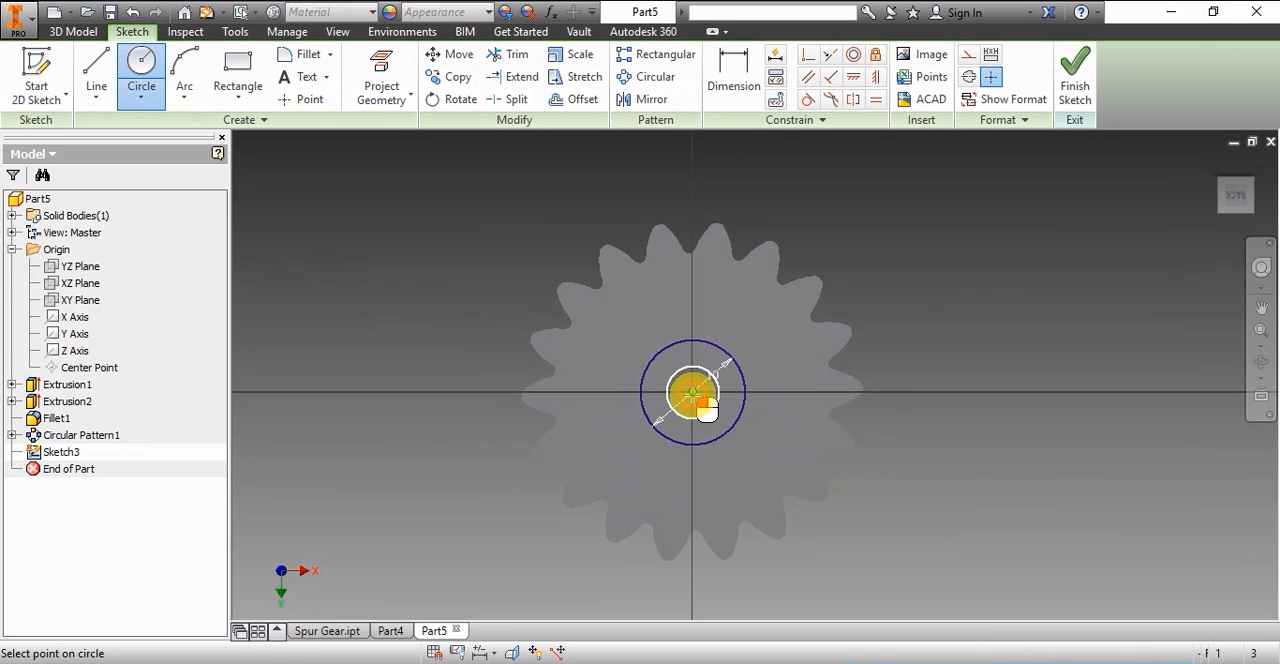 Material
Appearance
Part5
Sign In
PRO
3D Model
Sketch
Inspect
Tools
Manage
View
Environments
BIM
Get Started
Vault
Autodesk 360
Start
2D Sketch
Line
Circle
Arc
Rectangle
Fillet
Text
Point
Project
Geometry
Move
Copy
Rotate
Trim
Extend
Split
Scale
Stretch
Offset
Rectangular
Circular
Mirror
Dimension
Image
Points
ACAD
Show Format
Finish
Sketch
Sketch
Create
Modify
Pattern
Constrain
Insert
Format
Exit
Model
Part5
Solid Bodies(1)
View: Master
Origin
YZ Plane
XZ Plane
XY Plane
X Axis
Y Axis
Z Axis
Center Point
Extrusion1
Extrusion2
Fillet1
Circular Pattern1
Sketch3
End of Part
BACK
10
X
Spur Gear.ipt
Part4
Part5
Select point on circle
1 3